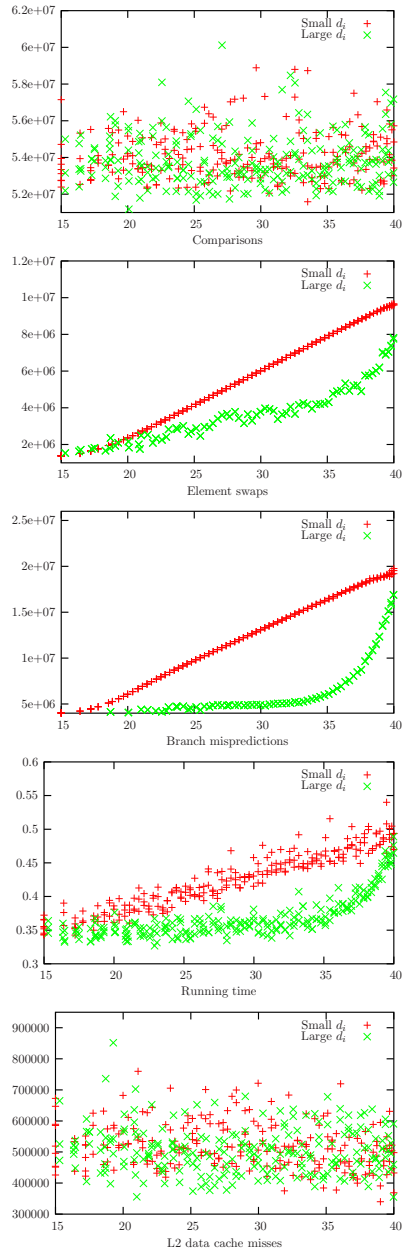 6.2e+07
6e+07
5.8e+07
5.6e+07
5.4e+07
5.2e+07
Small d_i
Large d_i
15 20 25 30 35 40
Comparisons
1.2e+07
1e+07
8e+06
6e+06
4e+06
2e+06
Small d_i
Large d_i
15 20 25 30 35 40
Element swaps
2.5e+07
2e+07
1.5e+07
1e+07
5e+06
Small d_i
Large d_i
15 20 25 30 35 40
Branch mispredictions
0.6
0.55
0.5
0.45
0.4
0.35
0.3
Small d_i
Large d_i
15 20 25 30 35 40
Running time
900000
800000
700000
600000
500000
400000
300000
Small d_i
Large d_i
15 20 25 30 35 40
L2 data cache misses